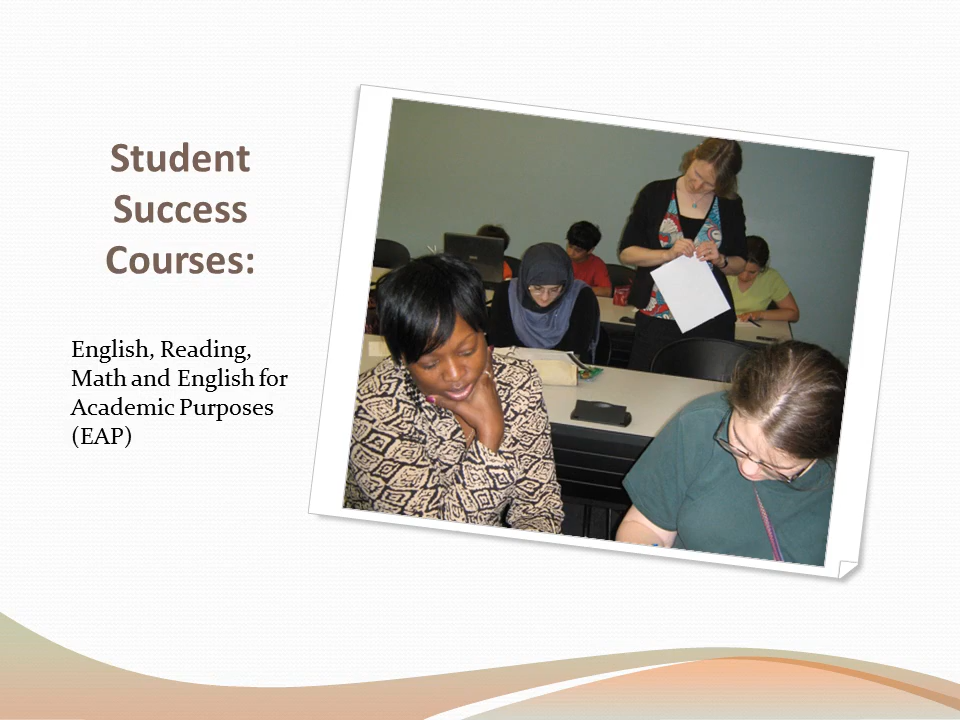 Student
Success
Courses:
English, Reading,
Math and English for
Academic Purposes
(EAP)